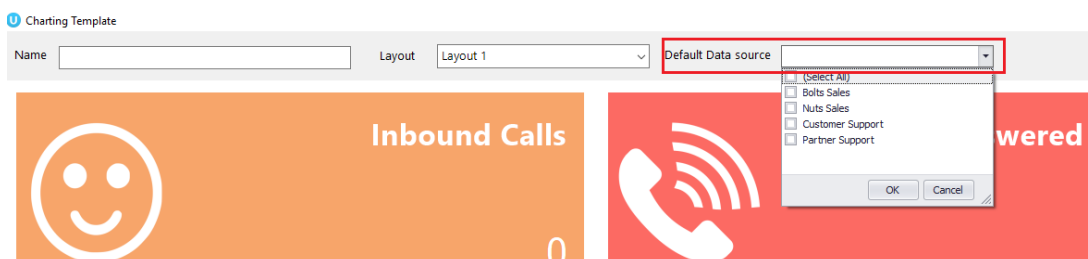 U Charting Template
Name Layout Layout 1 Default Data source
(Select All)
Bolts Sales
Nuts Sales
Customer Support
Partner Support
OK Cancel
Inbound Calls
0
wered